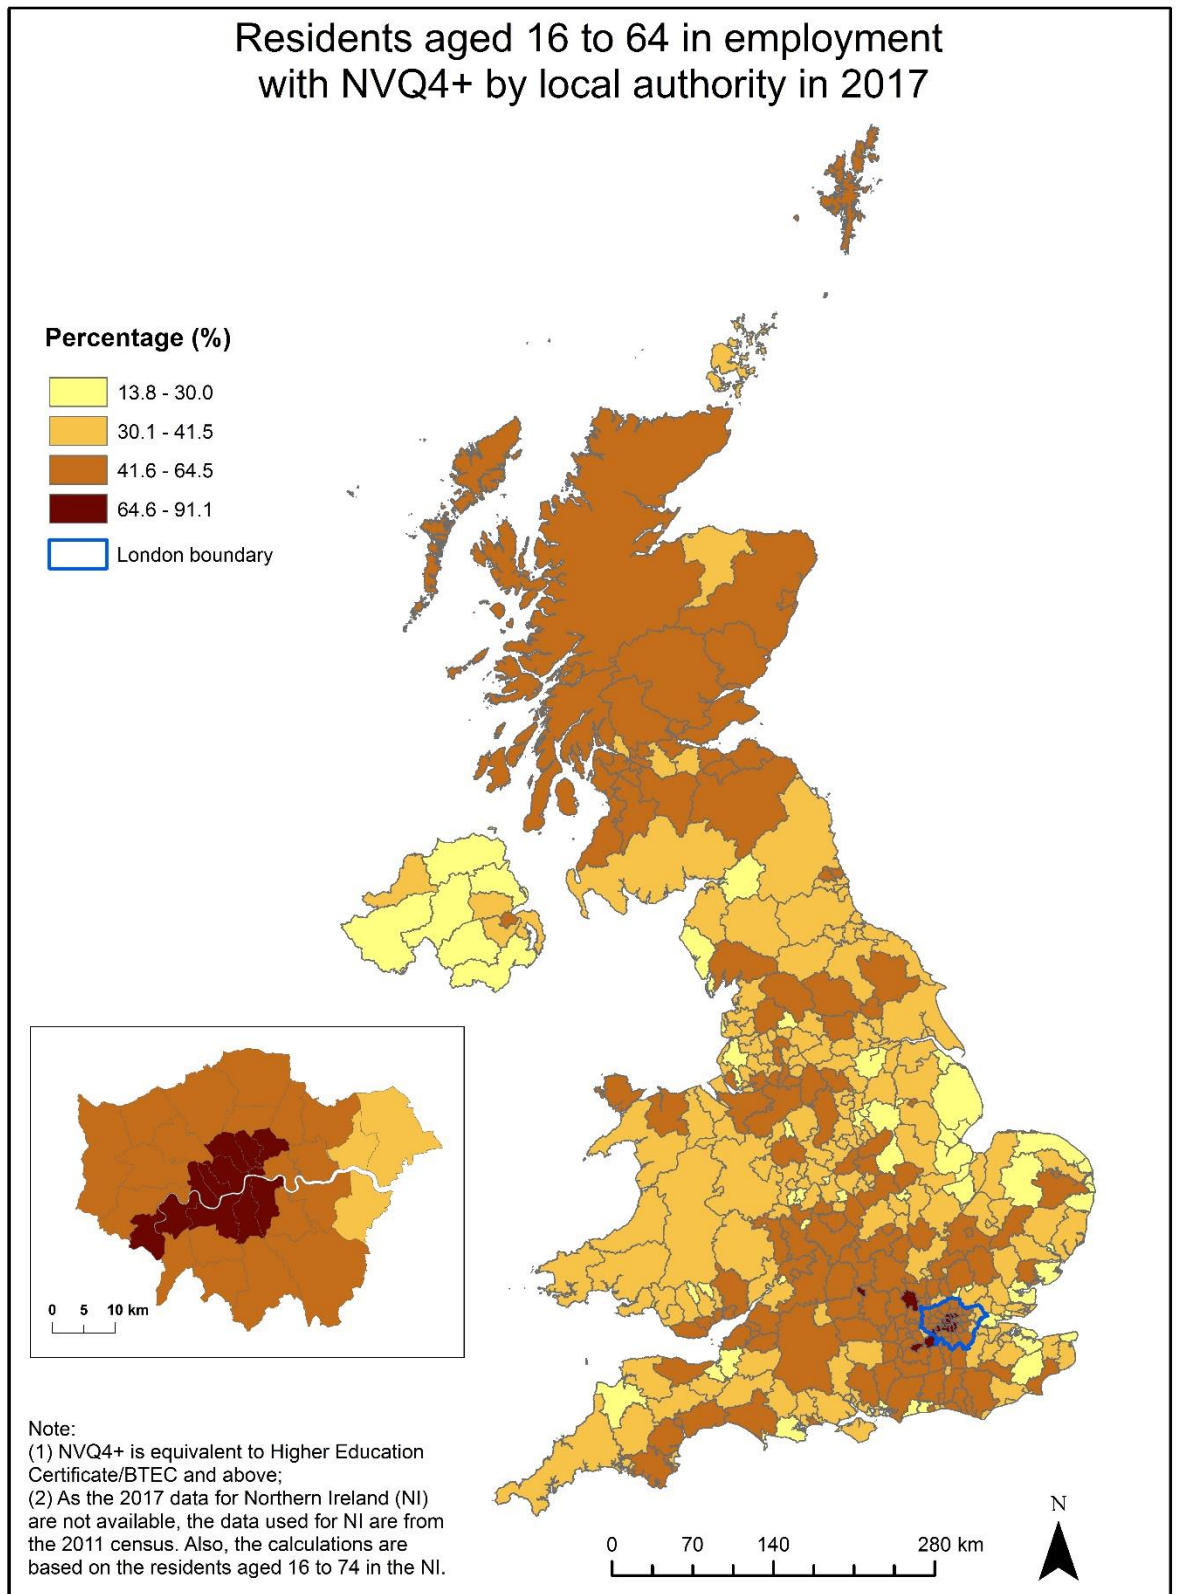 Residents aged 16 to 64 in employment
with NVQ4+ by local authority in 2017
Percentage (%)
13.8 - 30.0
30.1 - 41.5
41.6 - 64.5
64.6 - 91.1
London boundary
0 5 10 km
Note:
(1) NVQ4+ is equivalent to Higher Education
Certificate/BTEC and above;
(2) As the 2017 data for Northern Ireland (NI)
are not available, the data used for NI are from
the 2011 census. Also, the calculations are
based on the residents aged 16 to 74 in the NI.
N
0 70 140 280 km